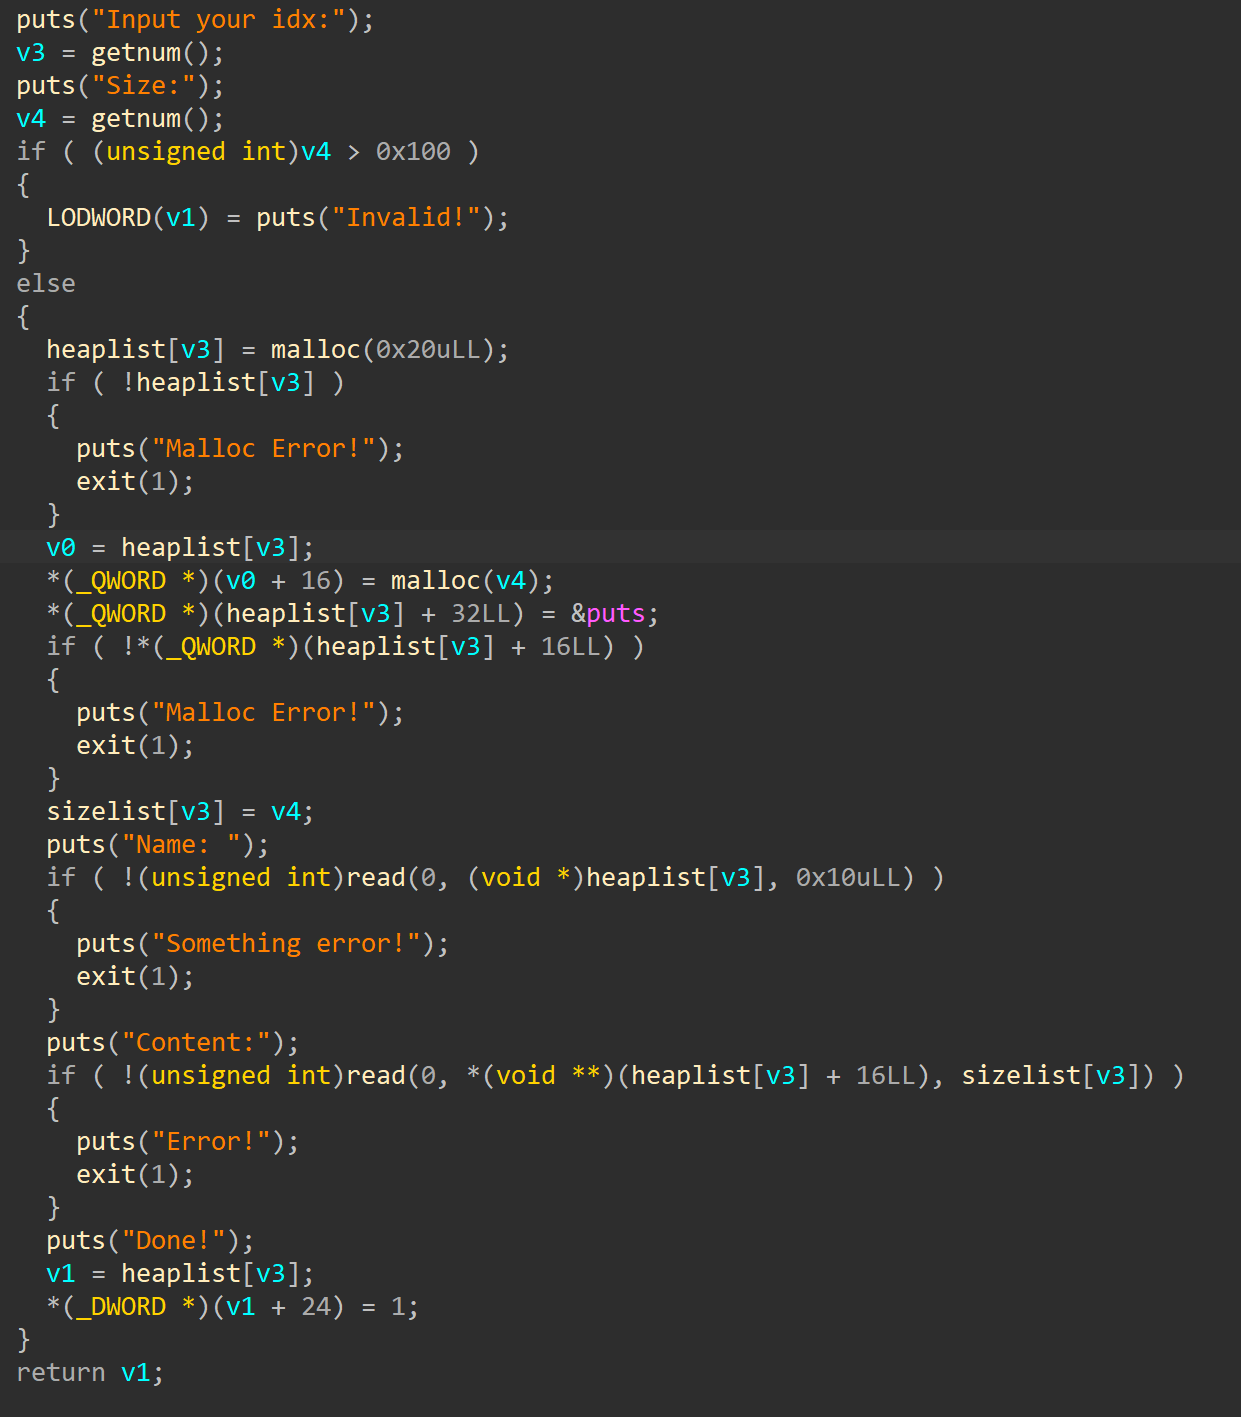 puts("Input your idx:");
v3 = getnum();
puts("Size:");
v4 = getnum();
if ( (unsigned int)v4 > 0x100 )
{
  LODWORD(v1) = puts("Invalid!");
}
else
{
  heaplist[v3] = malloc(0x20uLL);
  if ( !heaplist[v3] )
  {
    puts("Malloc Error!");
    exit(1);
  }
  v0 = heaplist[v3];
  *(_QWORD *)(v0 + 16) = malloc(v4);
  *(_QWORD *)(heaplist[v3] + 32LL) = &puts;
  if ( !*(_QWORD *)(heaplist[v3] + 16LL) )
  {
    puts("Malloc Error!");
    exit(1);
  }
  sizelist[v3] = v4;
  puts("Name: ");
  if ( !(unsigned int)read(0, (void *)heaplist[v3], 0x10uLL) )
  {
    puts("Something error!");
    exit(1);
  }
  puts("Content:");
  if ( !(unsigned int)read(0, *(void **)(heaplist[v3] + 16LL), sizelist[v3]) )
  {
    puts("Error!");
    exit(1);
  }
  puts("Done!");
  v1 = heaplist[v3];
  *(_DWORD *)(v1 + 24) = 1;
}
return v1;